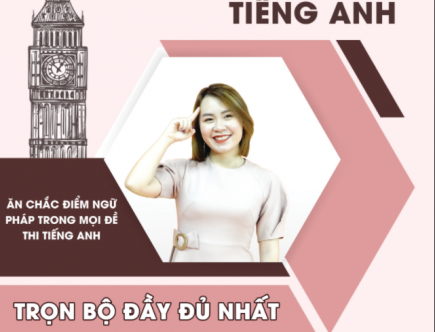 TIẾNG ANH
ĂN CHẮC ĐIỂM NGỮ
PHÁP TRONG MỌI ĐỀ
THI TIẾNG ANH
TRỌN BỘ ĐẦY ĐỦ NHẤT